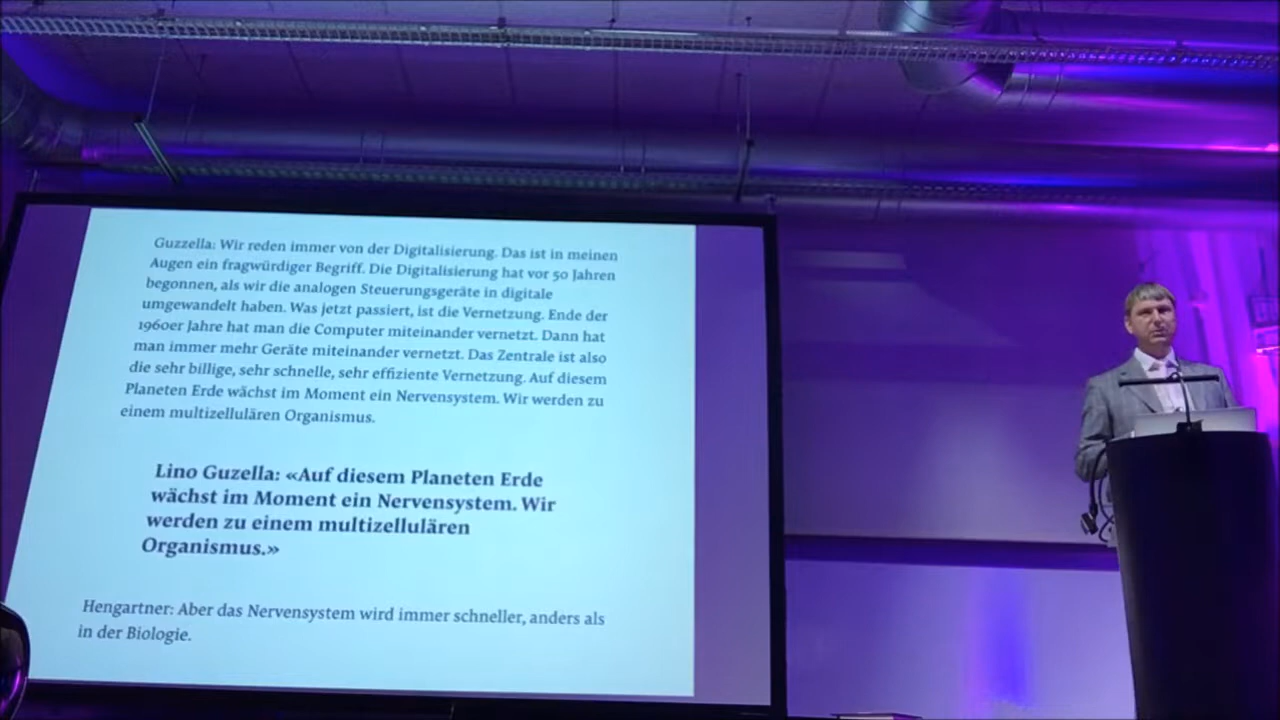 Guzzella: Wir reden immer von der Digitalisierung. Das ist in meinen
Augen ein fragwürdiger Begriff. Die Digitalisierung hat vor 50 Jahren
begonnen, als wir die analogen Steuerungsgeräte in digitale
umgewandelt haben. Was jetzt passiert, ist die Vernetzung. Ende der
1960er Jahre hat man die Computer miteinander vernetzt. Dann hat
man immer mehr Geräte miteinander vernetzt. Das Zentrale ist also
die sehr billige, sehr schnelle, sehr effiziente Vernetzung. Auf diesem
Planeten Erde wächst im Moment ein Nervensystem. Wir werden zu
einem multizellulären Organismus.
Lino Guzella: «Auf diesem Planeten Erde
wächst im Moment ein Nervensystem. Wir
werden zu einem multizellulären
Organismus.»
Hengartner: Aber das Nervensystem wird immer schneller, anders als
in der Biologie.